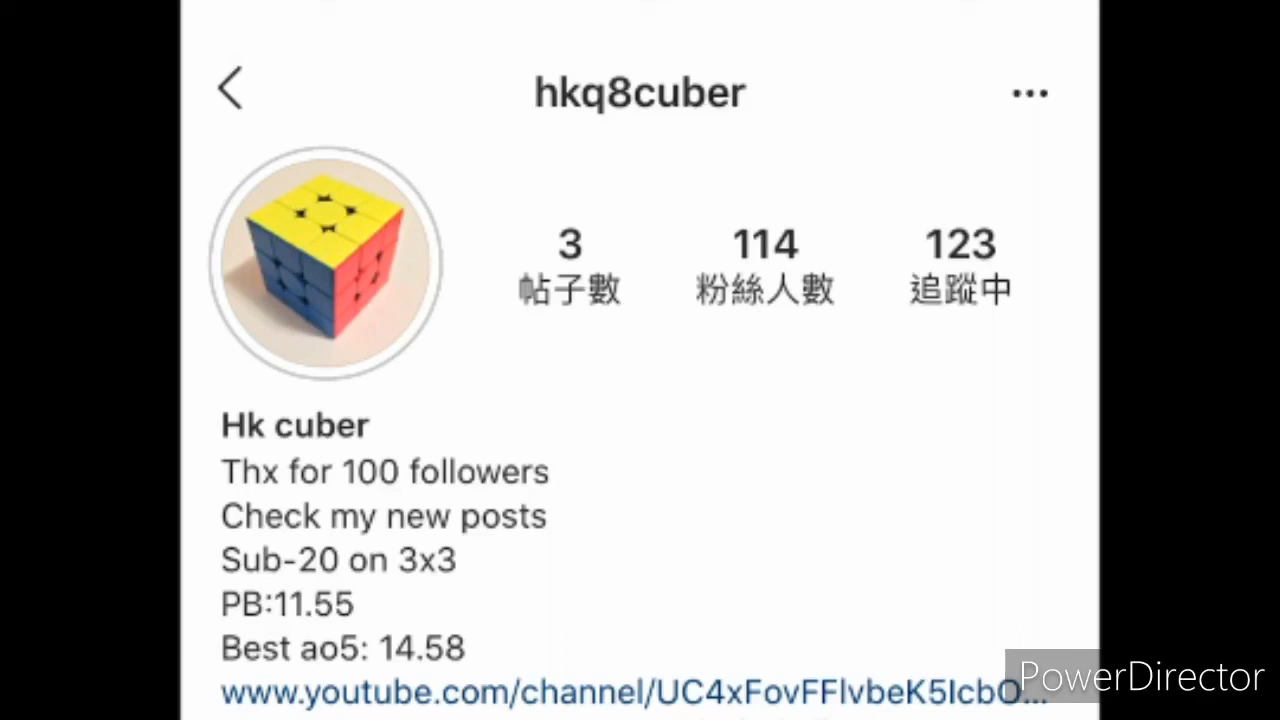 hkq8cuber
3 114 123
帖子數 粉絲人數 追蹤中
Hk cuber
Thx for 100 followers
Check my new posts
Sub-20 on 3x3
PB:11.55
Best ao5: 14.58
www.youtube.com/channel/UC4xFovFFlvbeK5IcbO...
PowerDirector